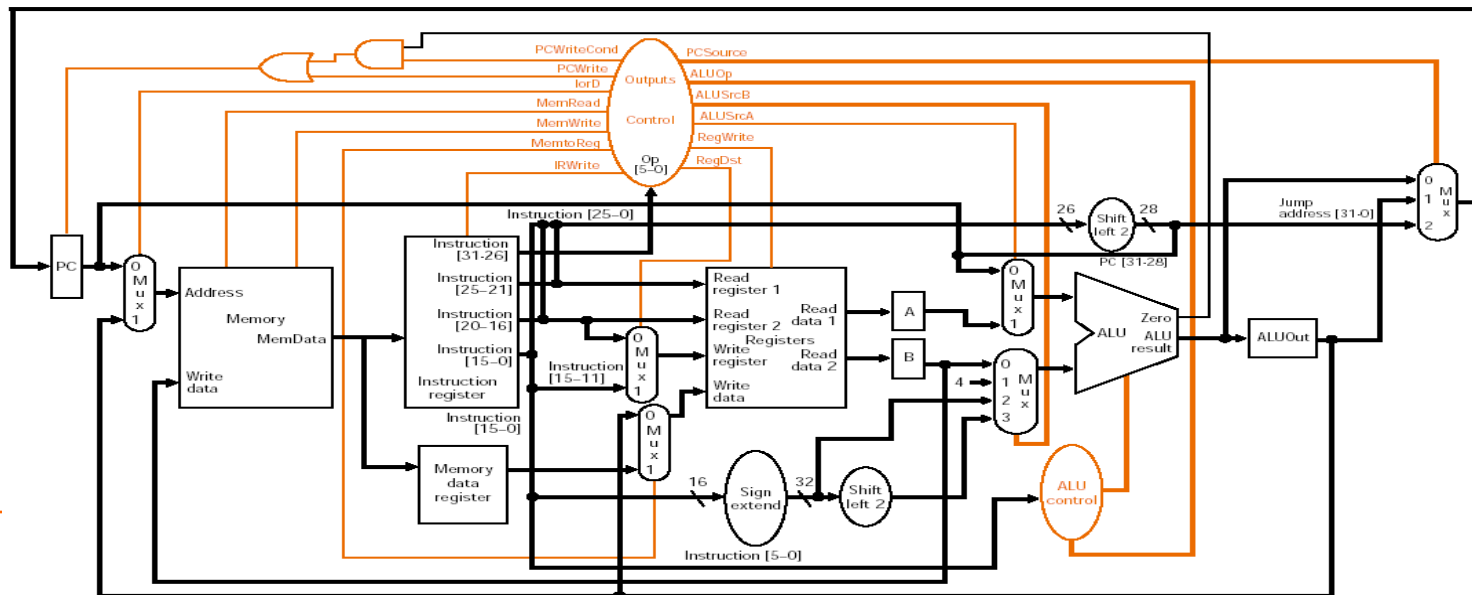 PCWriteCond
PCWrite
IorD
MemRead
MemWrite
MemtoReg
IRWrite
Outputs
Control
Op
[5–0]
PCSource
ALUOp
ALUSrcB
ALUSrcA
RegWrite
RegDst
PC
0
M
u
x
1
Address
Memory
MemData
Write
data
Instruction [25–0]
Instruction
[31-26]
Instruction
[25–21]
Instruction
[20–16]
Instruction
[15–0]
Instruction
register
Instruction
[15–0]
Memory
data
register
Instruction
[15–11]
0
M
u
x
1
0
M
u
x
1
Read
register 1
Read
register 2
Write
register
Write
data
Registers
Read
data 1
Read
data 2
A
B
16
Sign
extend
32
Shift
left 2
Instruction [5–0]
26
Shift
left 2
28
PC [31-28]
Jump
address [31-0]
0
M
u
x
1
4
0
1
2
3
M
u
x
Zero
ALU
ALU
result
ALUOut
ALU
control
0
1
2
M
u
x